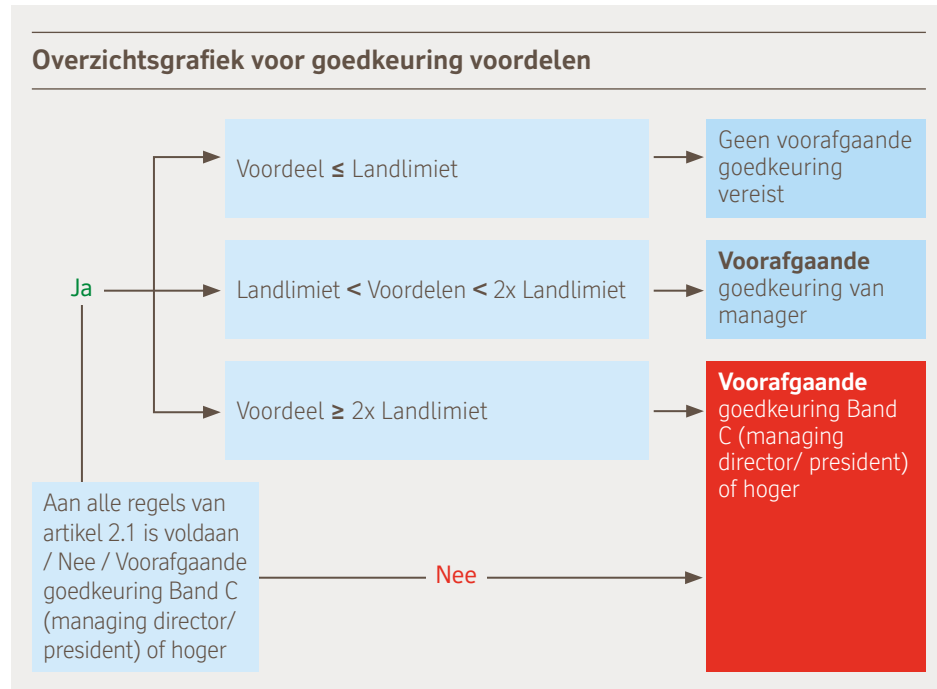 Overzichtsgrafiek voor goedkeuring voordelen
Voordeel ≤ Landlimiet
Geen voorafgaande
goedkeuring
vereist
Ja
Landlimiet < Voordelen < 2x Landlimiet
Voorafgaande
goedkeuring van
manager
Voordeel ≥ 2x Landlimiet
Voorafgaande
goedkeuring Band
C (managing
director/ president)
of hoger
Aan alle regels van
artikel 2.1 is voldaan
/ Nee / Voorafgaande
goedkeuring Band C
(managing director/
president) of hoger
Nee